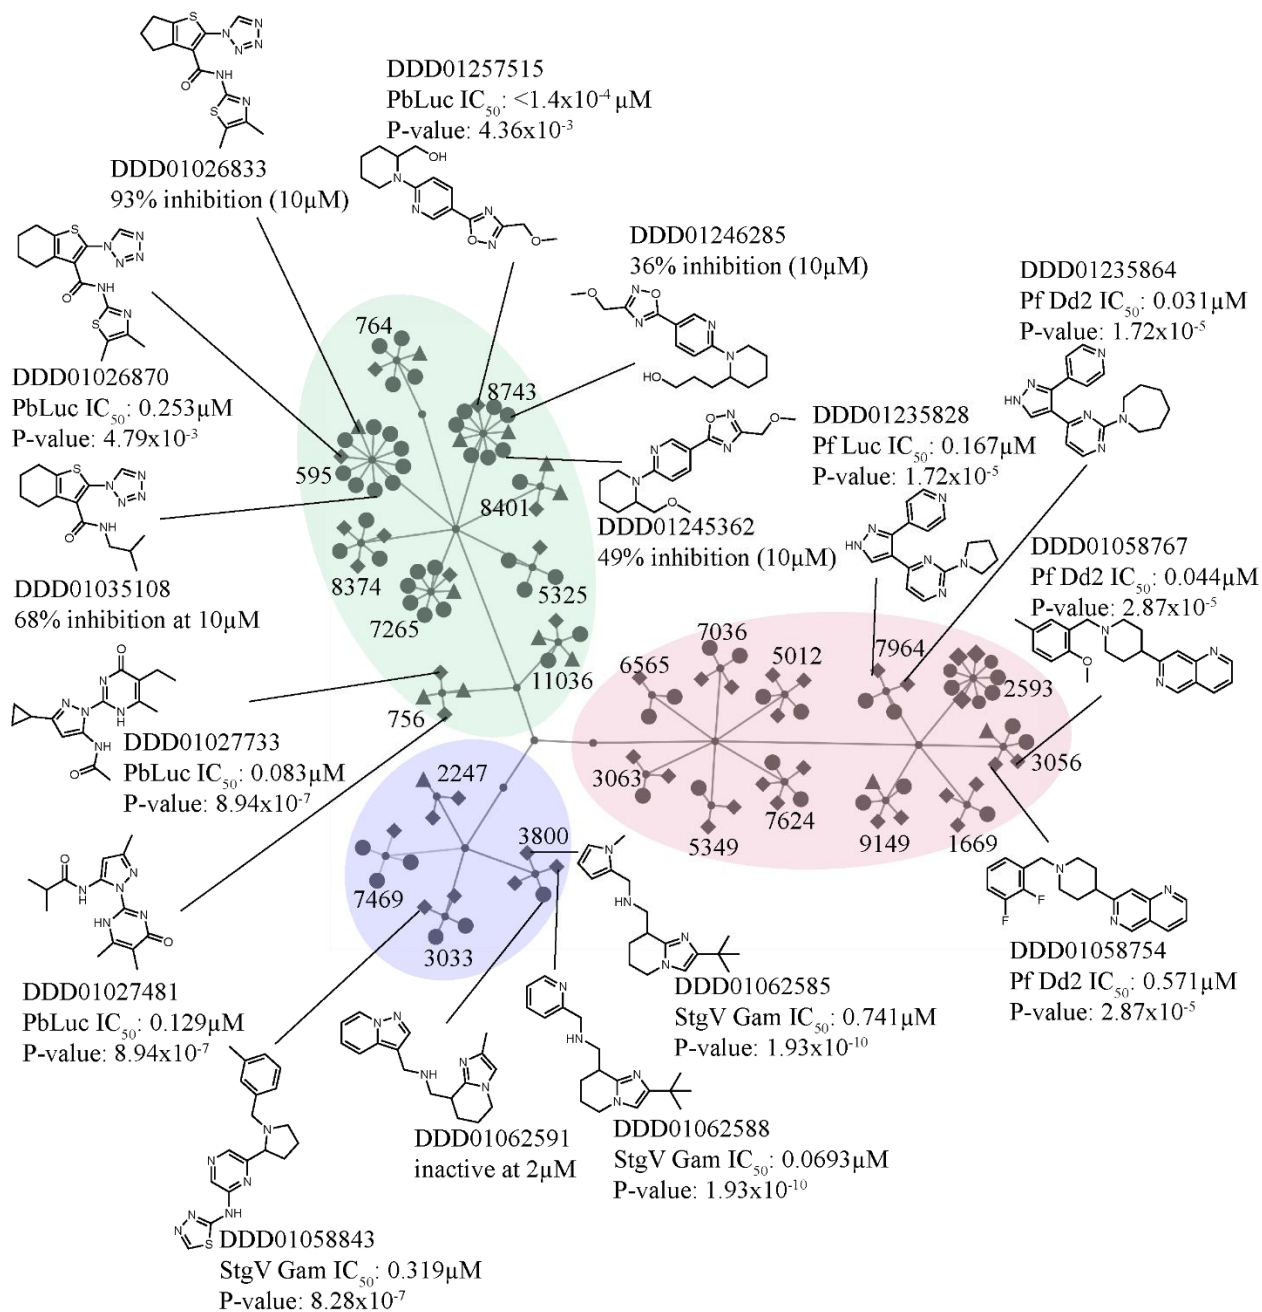 DDD01026833
93% inhibition (10µM)
DDD01257515
PbLuc IC50: <1.4x10-4 µM
P-value: 4.36x10-3
DDD01246285
36% inhibition (10µM)
DDD01235864
Pf Dd2 IC50: 0.031µM
P-value: 1.72x10-5
DDD01026870
PbLuc IC50: 0.253µM
P-value: 4.79x10-3
DDD01235828
Pf Luc IC50: 0.167µM
P-value: 1.72x10-5
DDD01245362
49% inhibition (10µM)
DDD01058767
Pf Dd2 IC50: 0.044µM
P-value: 2.87x10-5
DDD01035108
68% inhibition at 10µM
764
8743
595
8401
8374
7265
5325
11036
756
7036
6565
5012
7964
2593
3063
3056
5349
7624
9149
1669
2247
3800
7469
3033
DDD01027733
PbLuc IC50: 0.083µM
P-value: 8.94x10-7
DDD01027481
PbLuc IC50: 0.129µM
P-value: 8.94x10-7
DDD01058754
Pf Dd2 IC50: 0.571µM
P-value: 2.87x10-5
DDD01062585
StgV Gam IC50: 0.741µM
P-value: 1.93x10-10
DDD01062591
inactive at 2µM
DDD01062588
StgV Gam IC50: 0.0693µM
P-value: 1.93x10-10
DDD01058843
StgV Gam IC50: 0.319µM
P-value: 8.28x10-7